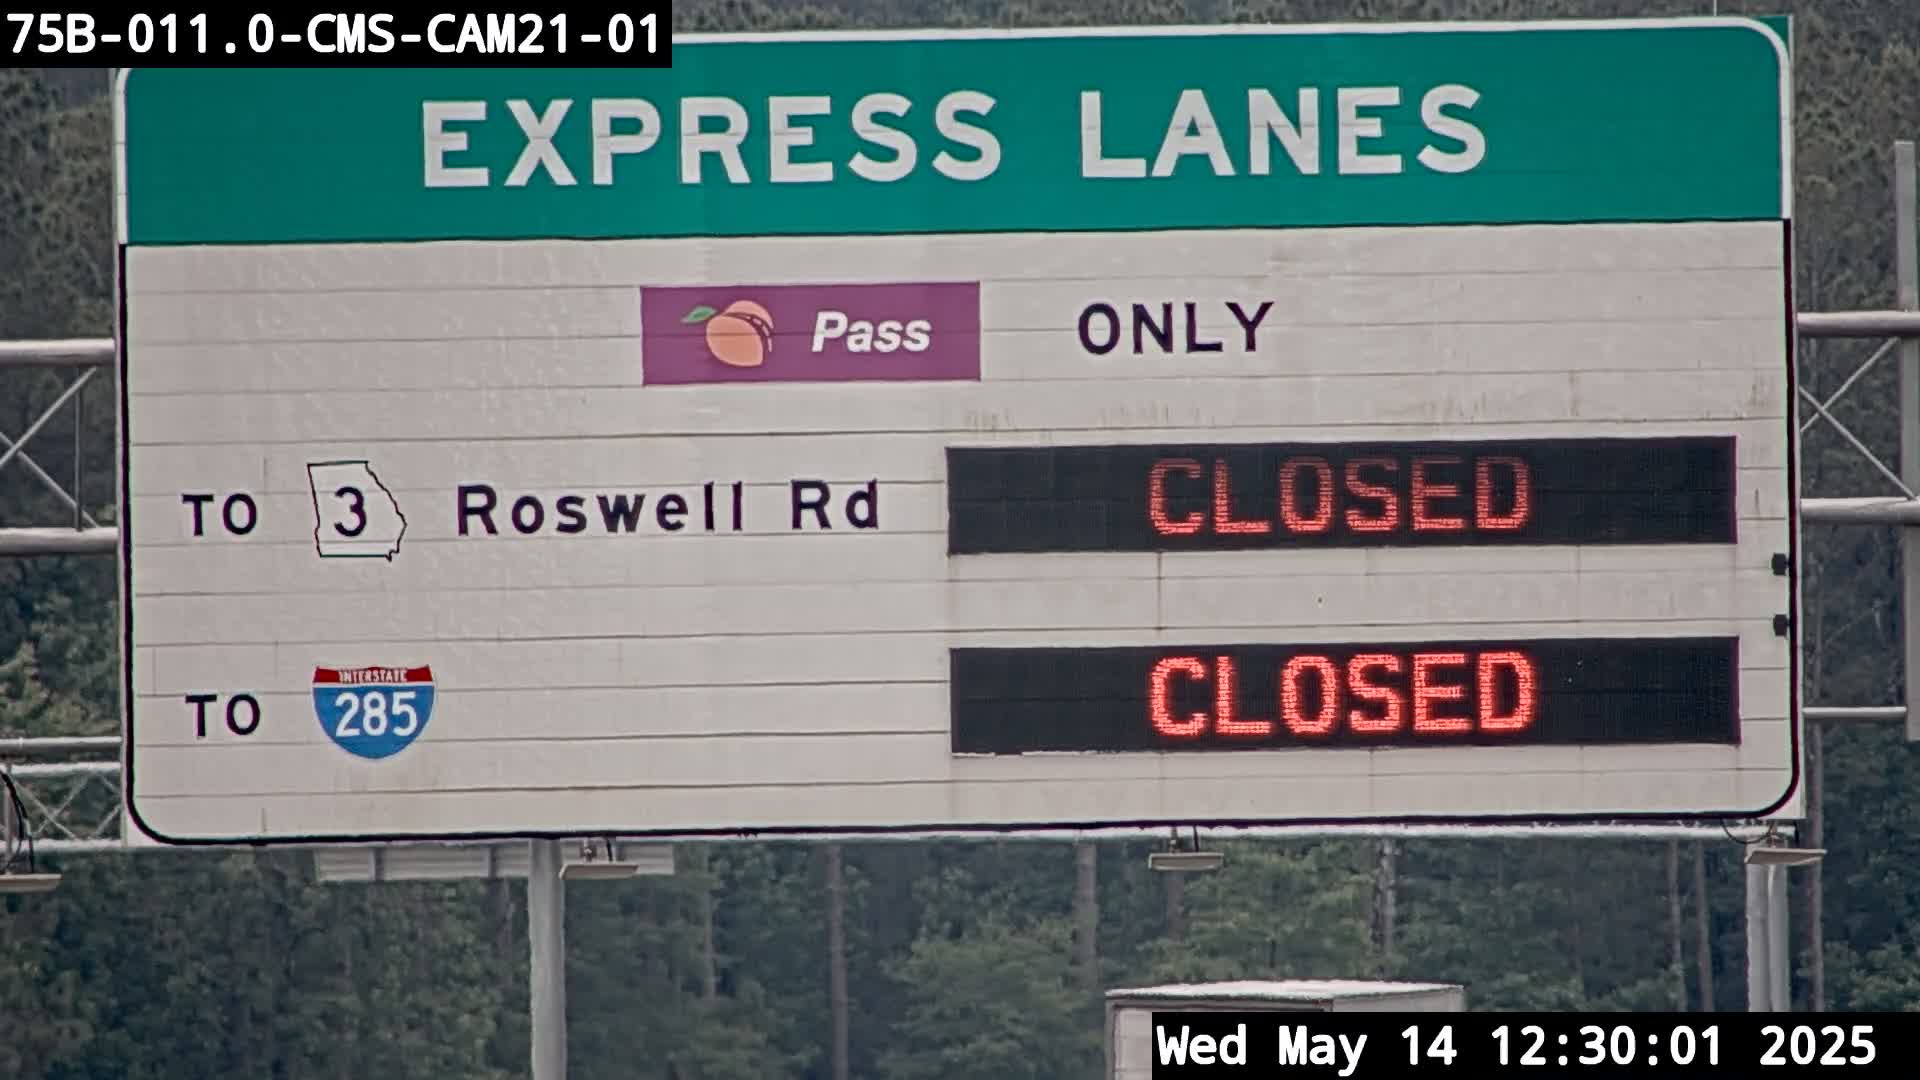 75B-011.0-CMS-CAM21-01
EXPRESS LANES
Pass ONLY
TO 3 Roswell Rd CLOSED
INTERSTATE
TO 285 CLOSED
Wed May 14 12:30:01 2025